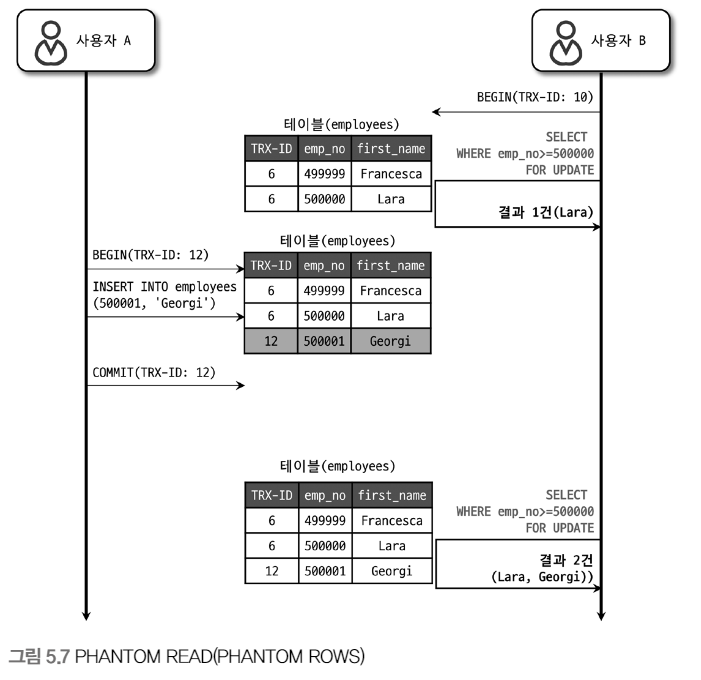 사용자 A
사용자 B
BEGIN(TRX-ID: 10)
테이블(employees)
TRX-ID emp_no first_name
6 499999 Francesca
6 500000 Lara
SELECT
WHERE emp_no>=500000
FOR UPDATE
결과 1건(Lara)
BEGIN(TRX-ID: 12)
INSERT INTO employees
(500001, 'Georgi')
테이블(employees)
TRX-ID emp_no first_name
6 499999 Francesca
6 500000 Lara
12 500001 Georgi
COMMIT(TRX-ID: 12)
테이블(employees)
TRX-ID emp_no first_name
6 499999 Francesca
6 500000 Lara
12 500001 Georgi
SELECT
WHERE emp_no>=500000
FOR UPDATE
결과 2건
(Lara, Georgi))
그림 5.7 PHANTOM READ(PHANTOM ROWS)